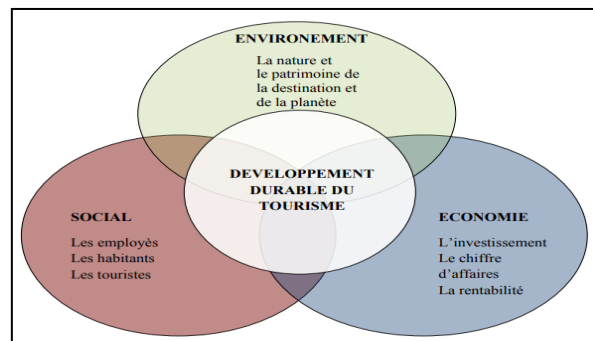 ENVIRONEMENT
La nature et
le patrimoine de
la destination et
de la planète
DEVELOPPEMENT
DURABLE DU
TOURISME
SOCIAL
Les employès
Les habitants
Les touristes
ECONOMIE
L'investissement
Le chiffre
d'affaires
La rentabilité